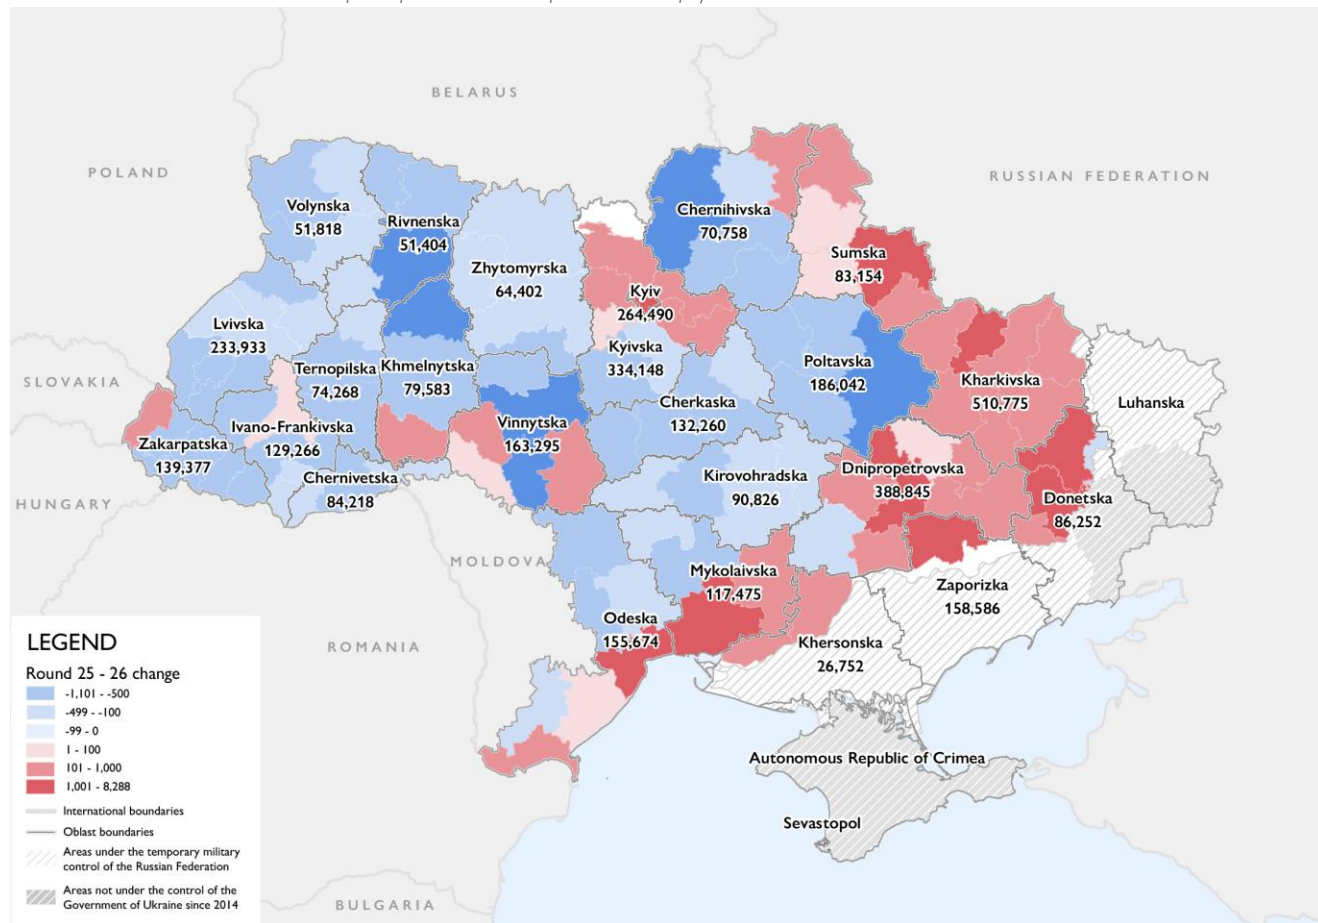 BELARUS
POLAND
RUSSIAN FEDERATION
Volynska
51,818
Rivnenska
51,404
Chernihivska
70,758
Zhytomyrska
64,402
Sumska
83,154
Kyiv
264,490
Lvivska
233,933
Kyivska
334,148
Poltavska
186,042
Ternopilska
74,268
Khmelnytska
79,583
Kharkivska
510,775
SLOVAKIA
Luhanska
Cherkaska
132,260
Vinnytska
163,295
Ivano-Frankivska
129,266
Zakarpatska
139,377
Kirovohradska
90,826
Dnipropetrovska
388,845
Chernivetska
84,218
Donetska
86,252
HUNGARY
MOLDOVA
Mykolaivska
117,475
Zaporizka
158,586
Odeska
155,674
Khersonska
26,752
ROMANIA
Autonomous Republic of Crimea
Sevastopol
BULGARIA
LEGEND
Round 25 - 26 change
-1,101 - -500
-499 - -100
-99 - 0
1 - 100
101 - 1,000
1,001 - 8,288
International boundaries
Oblast boundaries
Areas under the temporary military
control of the Russian Federation
Areas not under the control of the
Government of Ukraine since 2014